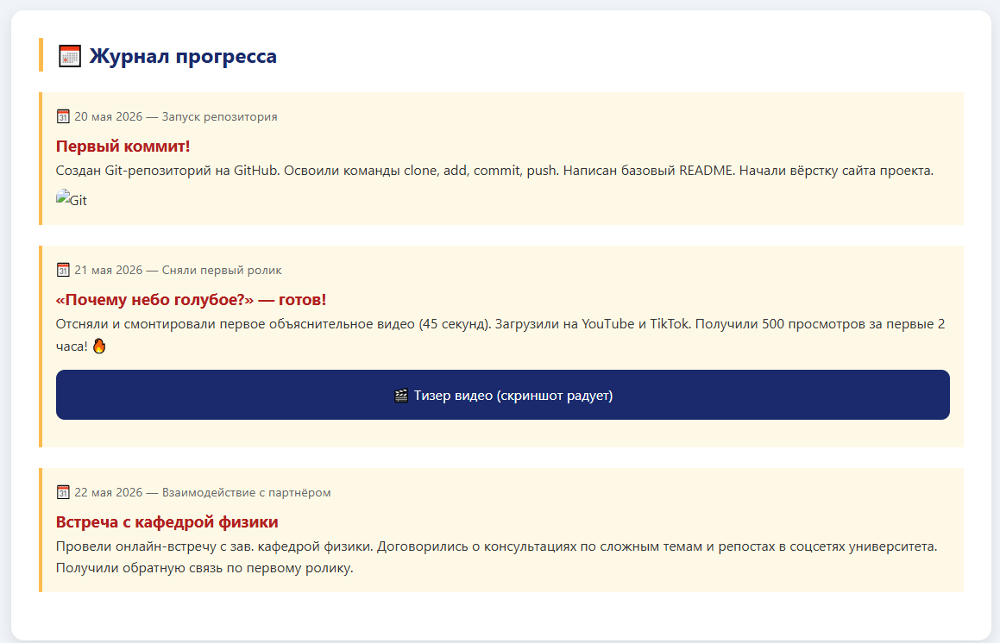 Журнал прогресса
20 мая 2026 — Запуск репозитория
Первый коммит!
Создан Git-репозиторий на GitHub. Освоили команды clone, add, commit, push. Написан базовый README. Начали вёрстку сайта проекта.
Git
21 мая 2026 — Сняли первый ролик
«Почему небо голубое?» — готов!
Отсняли и смонтировали первое объяснительное видео (45 секунд). Загрузили на YouTube и TikTok. Получили 500 просмотров за первые 2
часа! 🔥
🎬 Тизер видео (скриншот радует)
22 мая 2026 — Взаимодействие с партнёром
Встреча с кафедрой физики
Провели онлайн-встречу с зав. кафедрой физики. Договорились о консультациях по сложным темам и репостах в соцсетях университета.
Получили обратную связь по первому ролику.